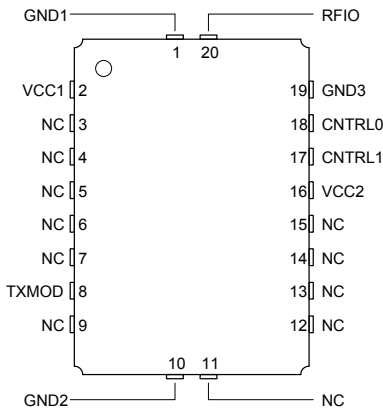 GND1 RFIO
1 20
VCC1 2 19 GND3
NC 3 18 CNTRL0
NC 4 17 CNTRL1
NC 5 16 VCC2
NC 6 15 NC
NC 7 14 NC
TXMOD 8 13 NC
NC 9 12 NC
10 11
GND2 NC